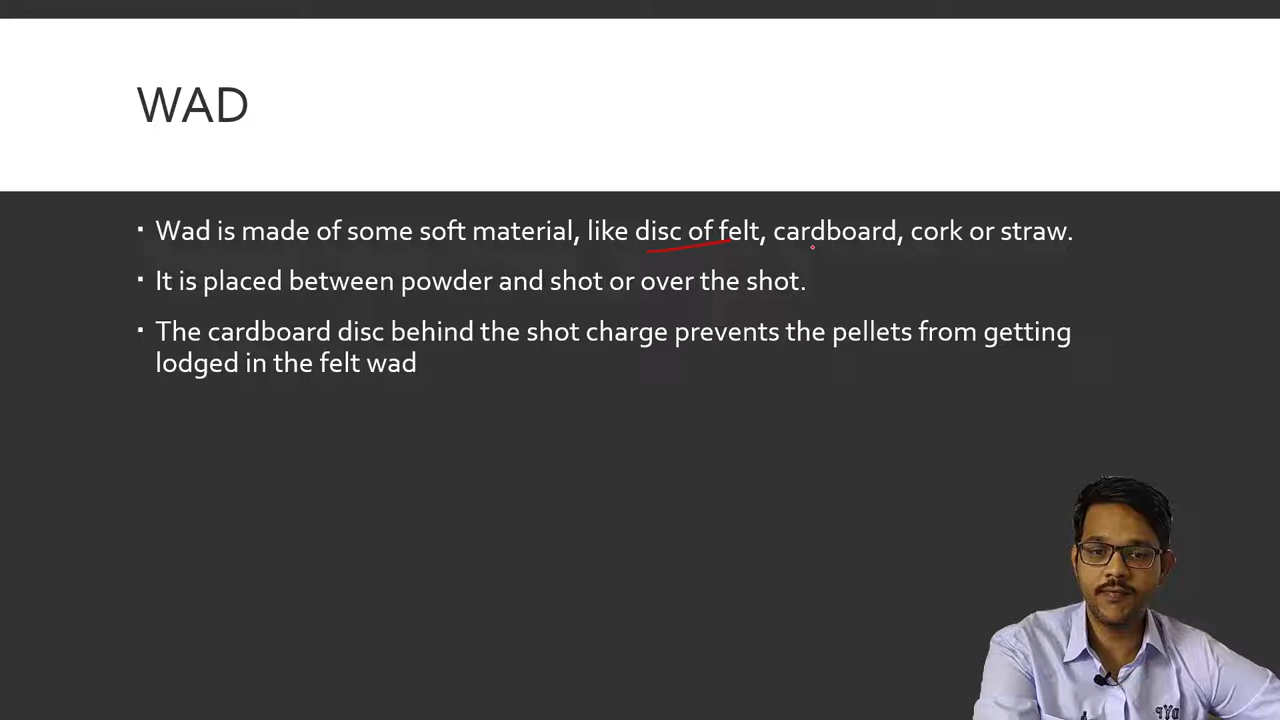 WAD
▪ Wad is made of some soft material, like disc of felt, cardboard, cork or straw.
▪ It is placed between powder and shot or over the shot.
▪ The cardboard disc behind the shot charge prevents the pellets from getting
lodged in the felt wad